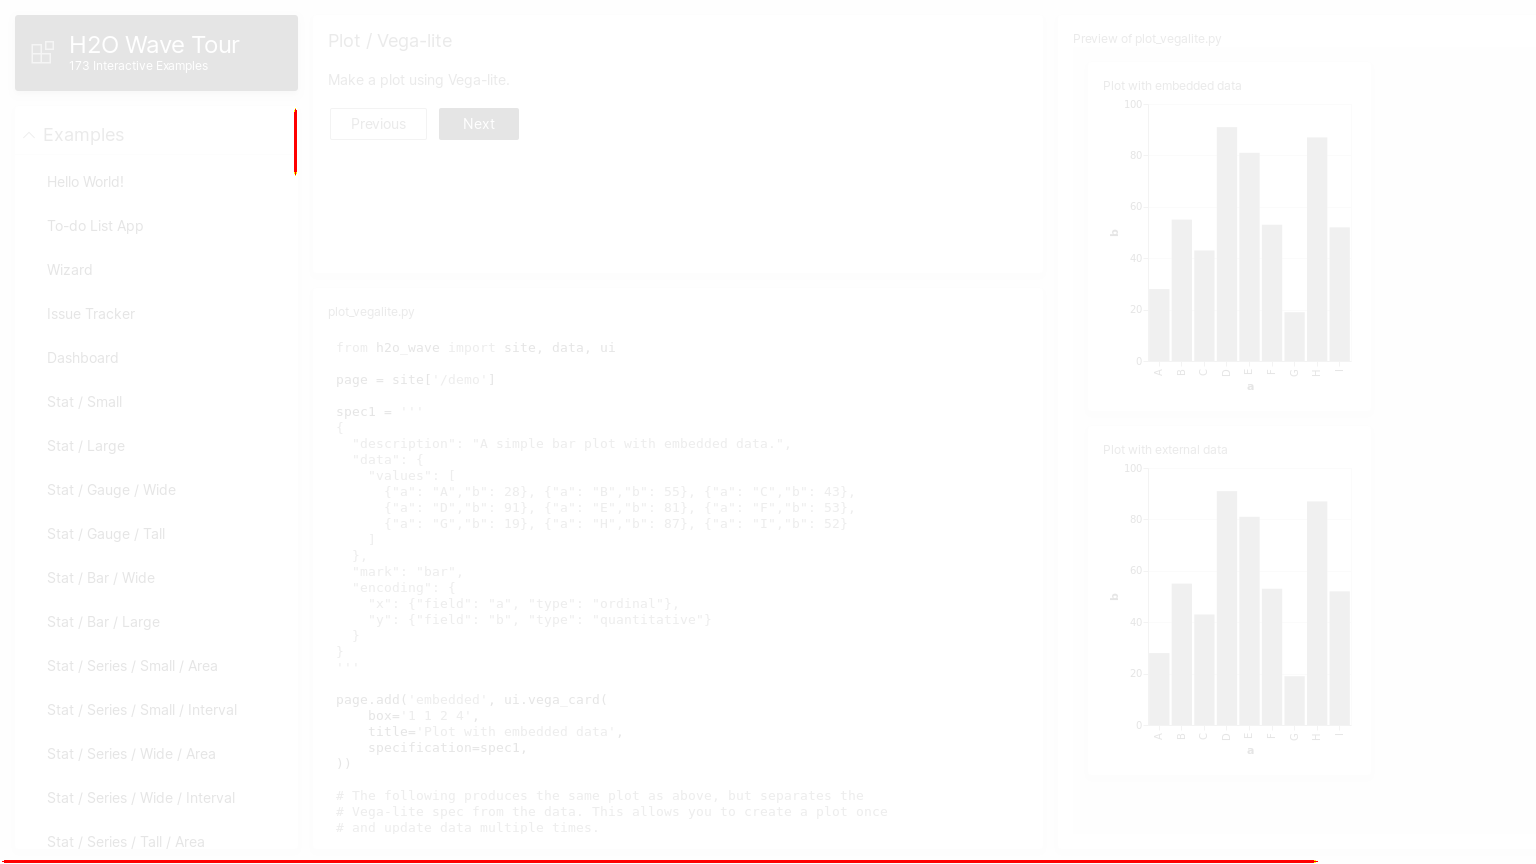 H2O Wave Tour
173 Interactive Examples
Examples
Hello World!
To-do List App
Wizard
Issue Tracker
Dashboard
Stat / Small
Stat / Large
Stat / Gauge / Wide
Stat / Gauge / Tall
Stat / Bar / Wide
Stat / Bar / Large
Stat / Series / Small / Area
Stat / Series / Small / Interval
Stat / Series / Wide / Area
Stat / Series / Wide / Interval
Stat / Series / Tall / Area
Plot / Vega-lite
Make a plot using Vega-lite.
Previous
Next
plot_vegalite.py
from h2o_wave import site, data, ui
page = site['/demo']
spec1 = '''
{
  "description": "A simple bar plot with embedded data.",
  "data": {
    "values": [
      {"a": "A","b": 28}, {"a": "B","b": 55}, {"a": "C","b": 43},
      {"a": "D","b": 91}, {"a": "E","b": 81}, {"a": "F","b": 53},
      {"a": "G","b": 19}, {"a": "H","b": 87}, {"a": "I","b": 52}
    ]
  },
  "mark": "bar",
  "encoding": {
    "x": {"field": "a", "type": "ordinal"},
    "y": {"field": "b", "type": "quantitative"}
  }
}
'''
page.add('embedded', ui.vega_card(
    box='1 1 2 4',
    title='Plot with embedded data',
    specification=spec1,
))
# The following produces the same plot as above, but separates the
# Vega-lite spec from the data. This allows you to create a plot once
# and update data multiple times.
Preview of plot_vegalite.py
Plot with embedded data
100
80
60
40
20
0
b
A B C D E F G H I
a
Plot with external data
100
80
60
40
20
0
b
A B C D E F G H I
a